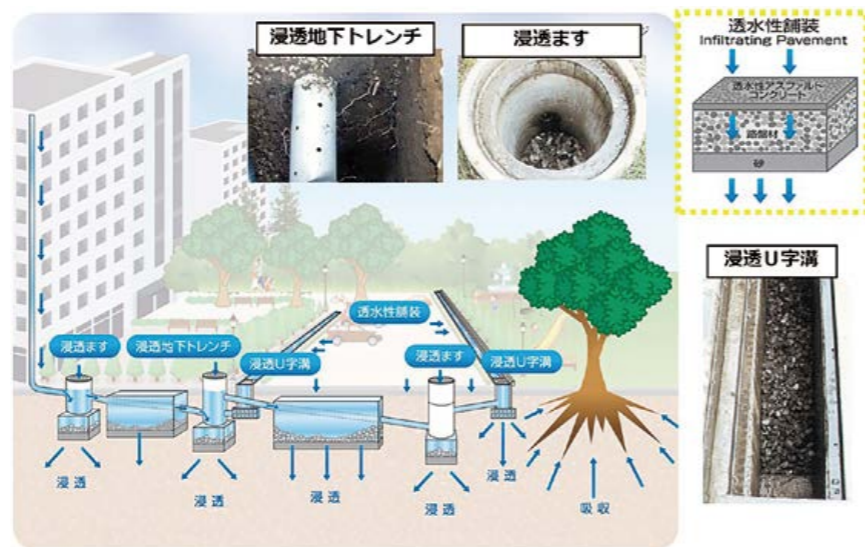 浸透地下トレンチ
浸透ます
透水性舗装
Infiltrating Pavement
透水性アスファルト
コンクリート
路盤材
砂
浸透U字溝
透水性舗装
浸透ます
浸透地下トレンチ
浸透U字溝
浸透ます
浸透U字溝
浸透
浸透
浸透
浸透
浸透
吸収